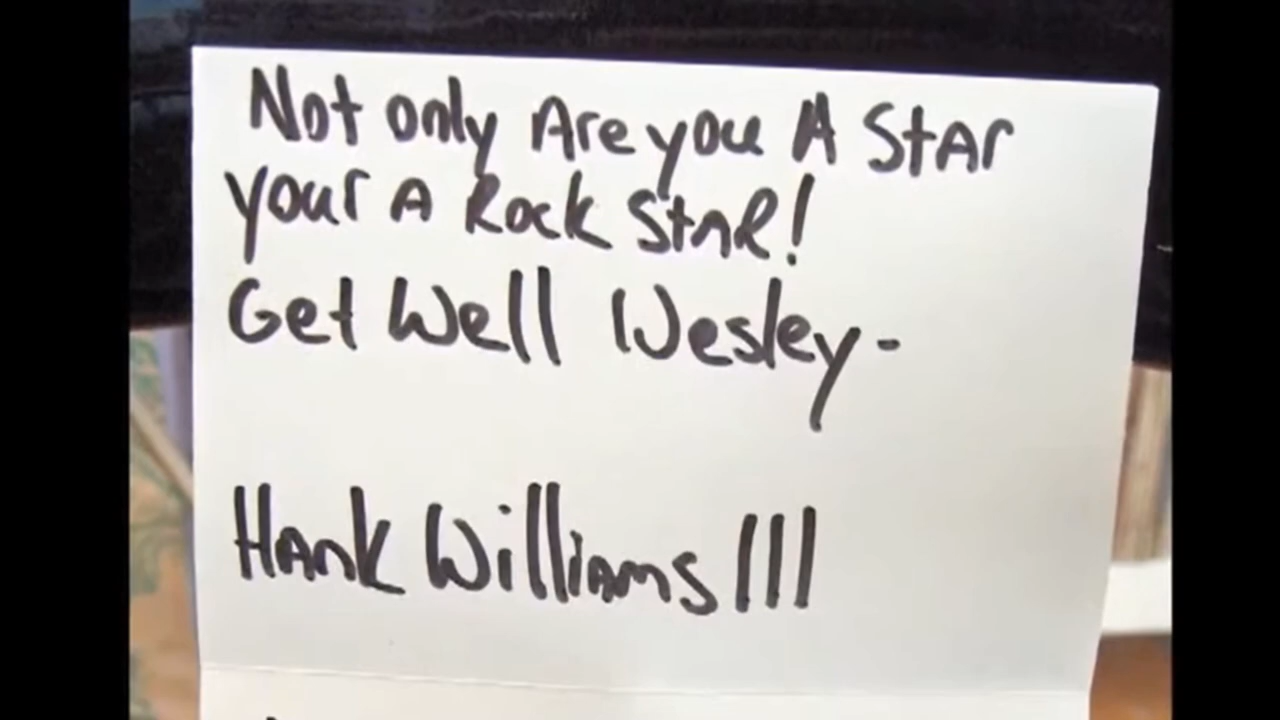 Not only Are you A StAr
your A Rock StAR!
Get Well Wesley-
HAnk WilliAms III